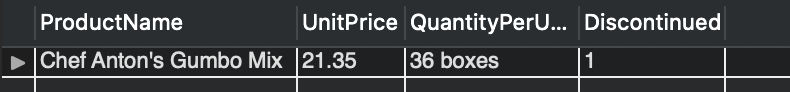 ProductName UnitPrice QuantityPerU... Discontinued
Chef Anton's Gumbo Mix 21.35 36 boxes 1